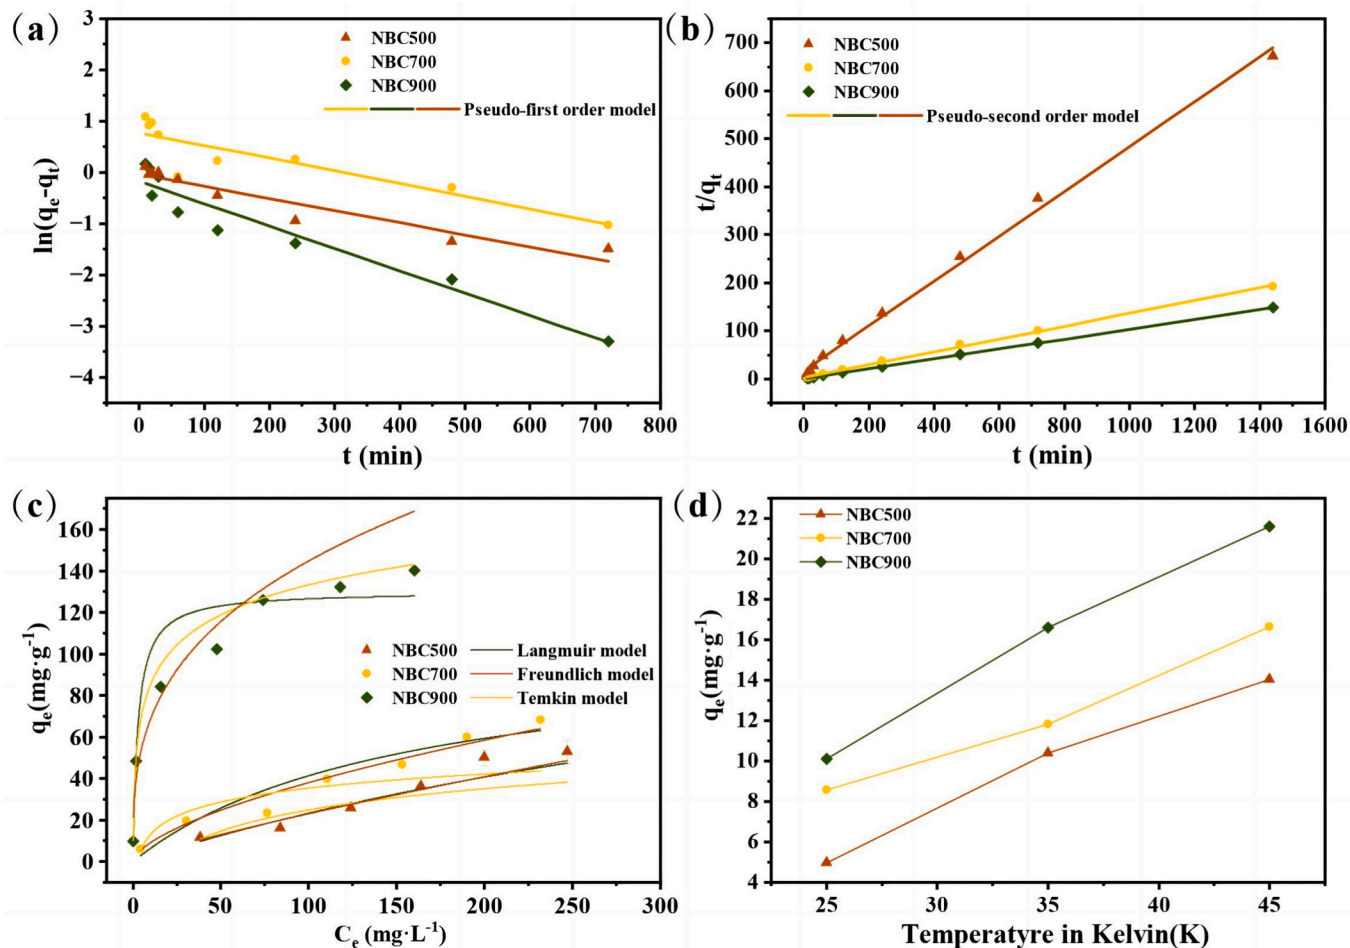 (a)
NBC500
NBC700
NBC900
Pseudo-first order model
3
2
1
0
−1
−2
−3
−4
ln(qe-qt)
0 100 200 300 400 500 600 700 800
t (min)
(b)
NBC500
NBC700
NBC900
Pseudo-second order model
700
600
500
400
300
200
100
0
t/qt
0 200 400 600 800 1000 1200 1400 1600
t (min)
(c)
160
140
120
100
80
60
40
20
0
qe(mg·g-1)
NBC500 Langmuir model
NBC700 Freundlich model
NBC900 Temkin model
0 50 100 150 200 250 300
Ce (mg·L-1)
(d)
NBC500
NBC700
NBC900
22
20
18
16
14
12
10
8
6
4
qe(mg·g-1)
25 30 35 40 45
Temperatyre in Kelvin(K)